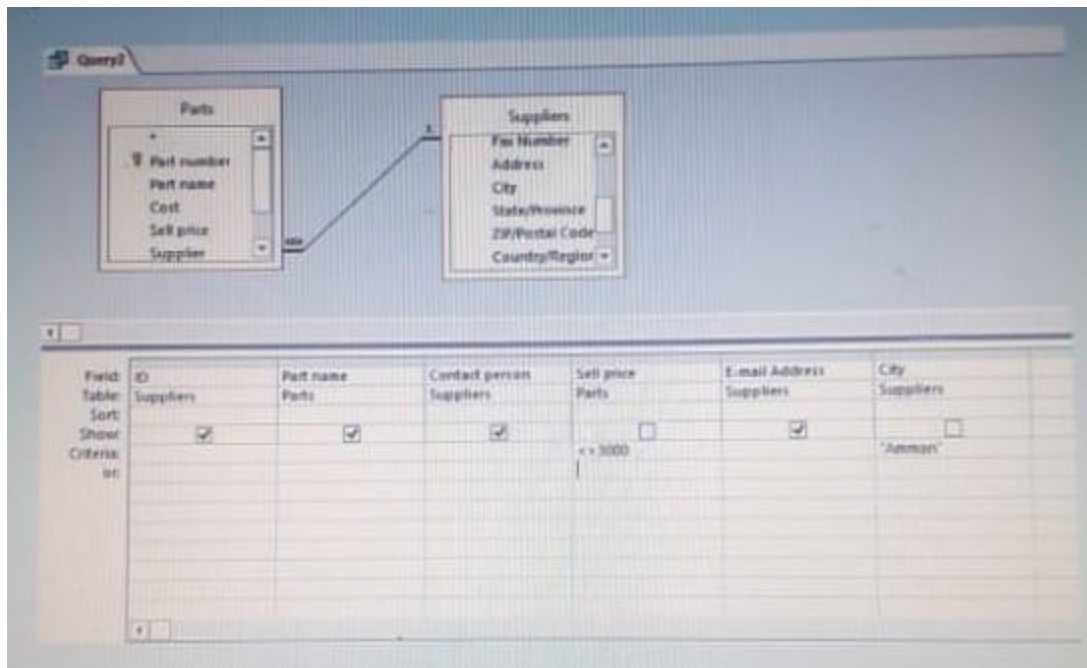 Query2
Parts
*
Part number
Part name
Cost
Sell price
Supplier
Suppliers
Fax Number
Address
City
State/Province
ZIP/Postal Code
Country/Region
Field: ID Part name Contact person Sell price E-mail Address City
Table: Suppliers Parts Suppliers Parts Suppliers Suppliers
Sort:
Show:
Criteria: <>3000 "Amman"
or: